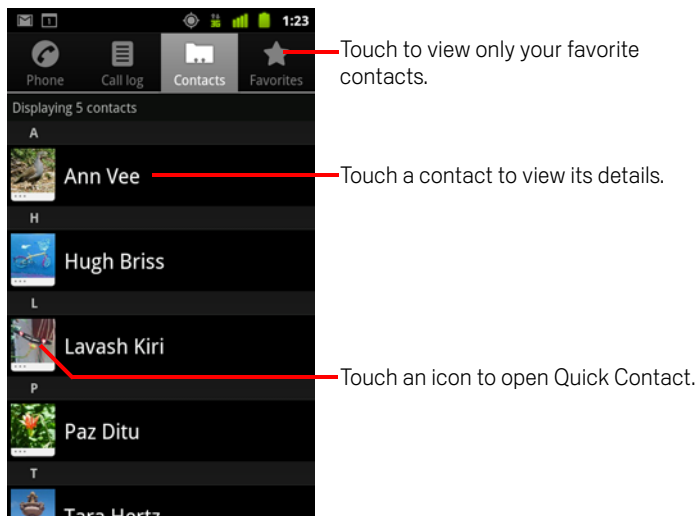 1:23
Phone
Call log
Contacts
Favorites
Touch to view only your favorite
contacts.
Displaying 5 contacts
A
Ann Vee
Touch a contact to view its details.
H
Hugh Briss
L
Lavash Kiri
Touch an icon to open Quick Contact.
P
Paz Ditu
T
Tara Hertz